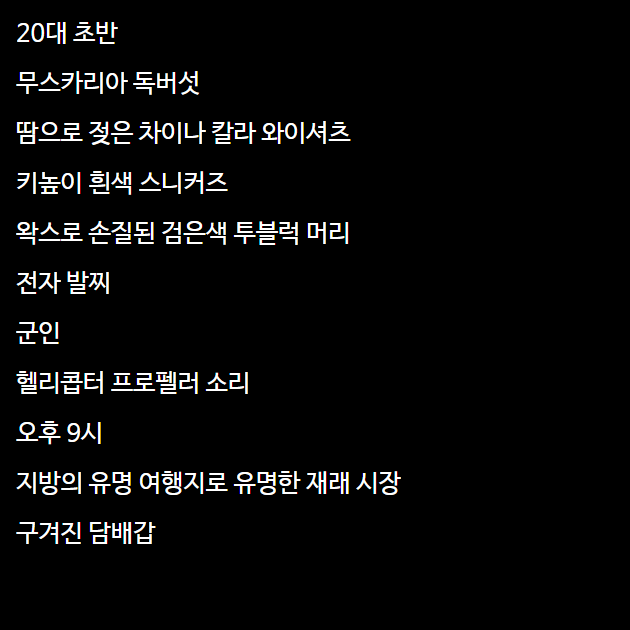 20대 초반
무스카리아 독버섯
땀으로 젖은 차이나 칼라 와이셔츠
키높이 흰색 스니커즈
왁스로 손질된 검은색 투블럭 머리
전자 발찌
군인
헬리콥터 프로펠러 소리
오후 9시
지방의 유명 여행지로 유명한 재래 시장
구겨진 담배갑